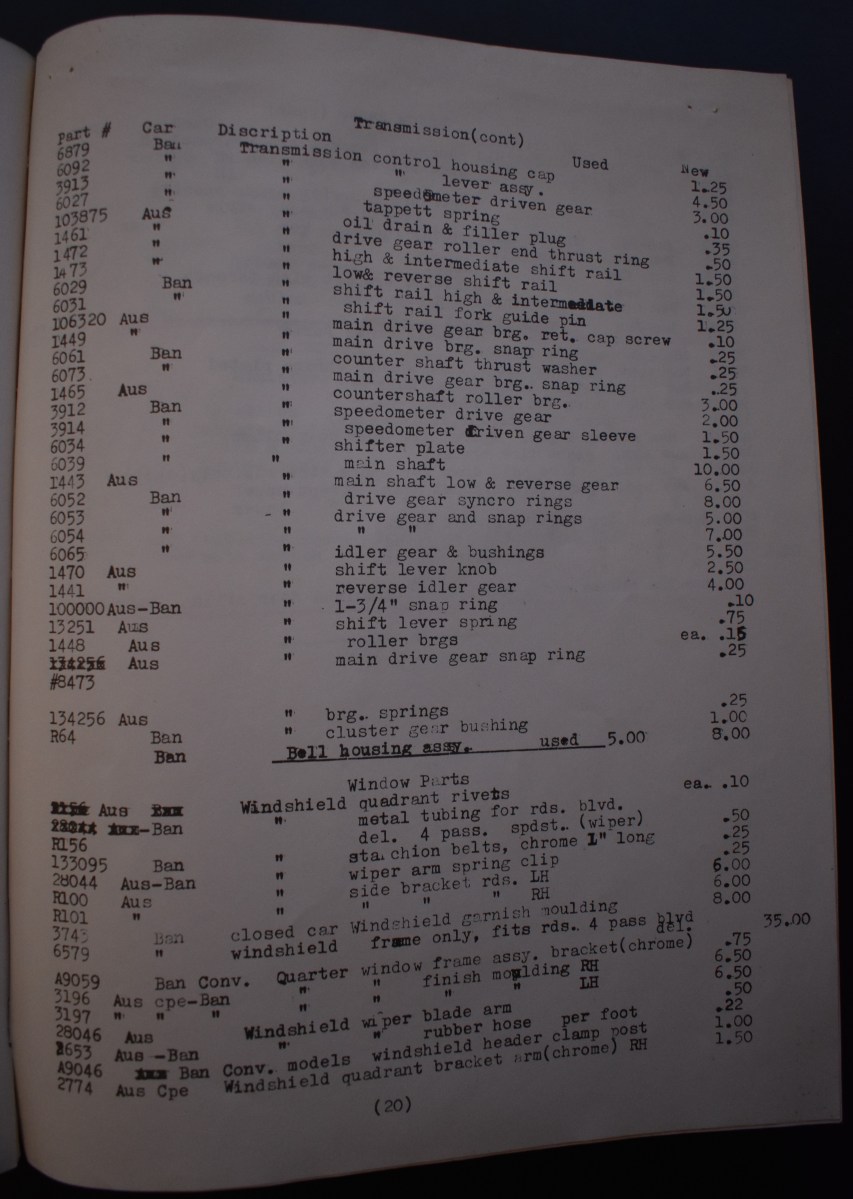 Transmission(cont)
Part # Car Discription Used New
6879 Ban Transmission control housing cap 1.25
6092 " " " lever assy. 4.50
3913 " " speedometer driven gear 3.00
6027 " " tappett spring .10
103875 Aus " oil drain & filler plug .35
1461 " " drive gear roller end thrust ring .50
1472 " " high & intermediate shift rail 1.50
1473 " " low& reverse shift rail 1.50
6029 Ban " shift rail high & intermediate 1.50
6031 " " shift rail fork guide pin 1.25
106320 Aus " main drive gear brg. ret. cap screw .10
1449 " " main drive brg. snap ring .25
6061 Ban " counter shaft thrust washer .25
6073 " " main drive gear brg. snap ring .25
1465 Aus " countershaft roller brg. 3.00
3912 Ban " speedometer drive gear 2.00
3914 " " speedometer driven gear sleeve 1.50
6034 " " shifter plate 1.50
6039 " " main shaft 10.00
1443 Aus " main shaft low & reverse gear 6.50
6052 Ban " drive gear syncro rings 8.00
6053 " - " drive gear and snap rings 5.00
6054 " " " " 7.00
6065 " " idler gear & bushings 5.50
1470 Aus " shift lever knob 2.50
1441 " " reverse idler gear 4.00
100000 Aus-Ban " 1-3/4" snap ring .10
13251 Aus " shift lever spring .75
1448 Aus " roller brgs ea. .15
134256 Aus " main drive gear snap ring .25
#8473
134256 Aus " brg. springs .25
R64 Ban " cluster gear bushing 1.00
Ban Bell housing assy. used 5.00 8.00
Window Parts
Aus Windshield quadrant rivets ea. .10
-Ban " metal tubing for rds. blvd.
R156 del. 4 pass. spdst. (wiper) .50
133095 Ban " stanchion belts, chrome 1" long .25
28044 Aus-Ban " wiper arm spring clip .25
R100 Aus " side bracket rds. LH 6.00
R101 " " " " " RH 6.00
3743 Ban closed car Windshield garnish moulding 8.00
6579 " windshield frame only, fits rds. 4 pass blvd del. 35.00
A9059 Ban Conv. Quarter window frame assy. bracket(chrome) .75
3196 Aus cpe-Ban " " finish moulding RH 6.50
3197 " " " " " " " LH 6.50
28046 Aus Windshield wiper blade arm .50
2653 Aus -Ban " " rubber hose per foot .22
A9046 Ban Conv. models windshield header clamp post 1.00
2774 Aus Cpe Windshield quadrant bracket arm(chrome) RH 1.50
(20)